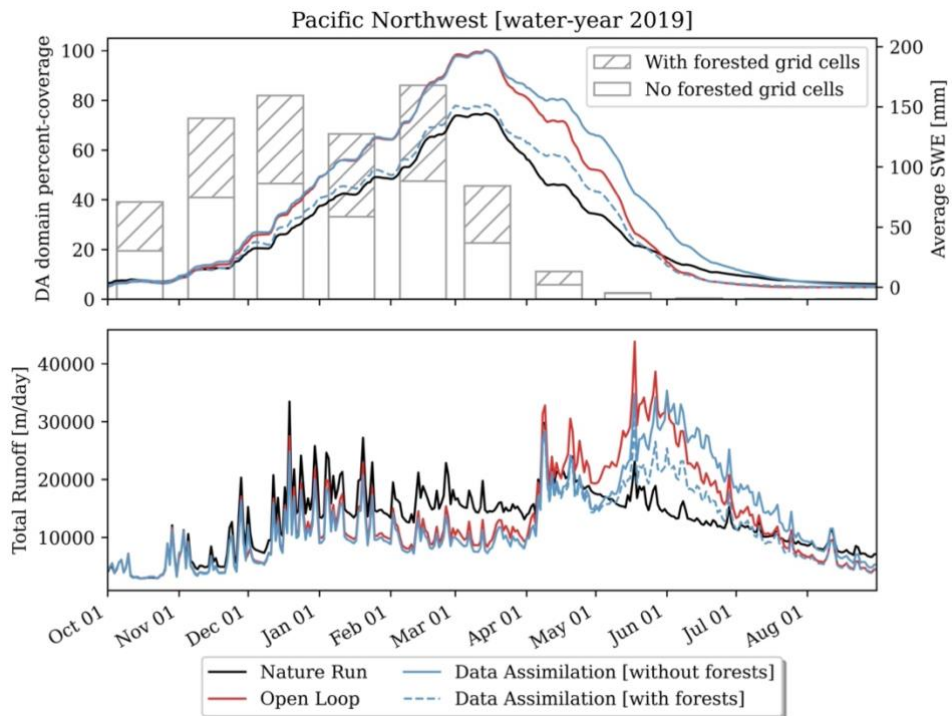 Pacific Northwest [water-year 2019]
DA domain percent-coverage
100
80
60
40
20
0
With forested grid cells
No forested grid cells
200
150
100
50
0
Average SWE [mm]
Total Runoff [m/day]
40000
30000
20000
10000
Oct 01
Nov 01
Dec 01
Jan 01
Feb 01
Mar 01
Apr 01
May 01
Jun 01
Jul 01
Aug 01
Nature Run
Open Loop
Data Assimilation [without forests]
Data Assimilation [with forests]